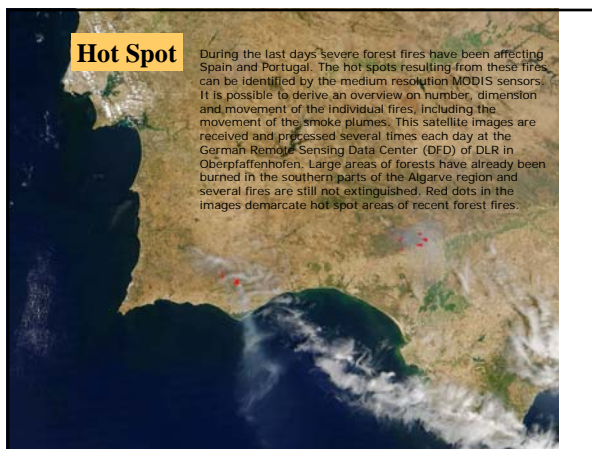 Hot Spot
During the last days severe forest fires have been affecting
Spain and Portugal. The hot spots resulting from these fires
can be identified by the medium resolution MODIS sensors.
It is possible to derive an overview on number, dimension
and movement of the individual fires, including the
movement of the smoke plumes. This satellite images are
received and processed several times each day at the
German Remote Sensing Data Center (DFD) of DLR in
Oberpfaffenhofen. Large areas of forests have already been
burned in the southern parts of the Algarve region and
several fires are still not extinguished. Red dots in the
images demarcate hot spot areas of recent forest fires.